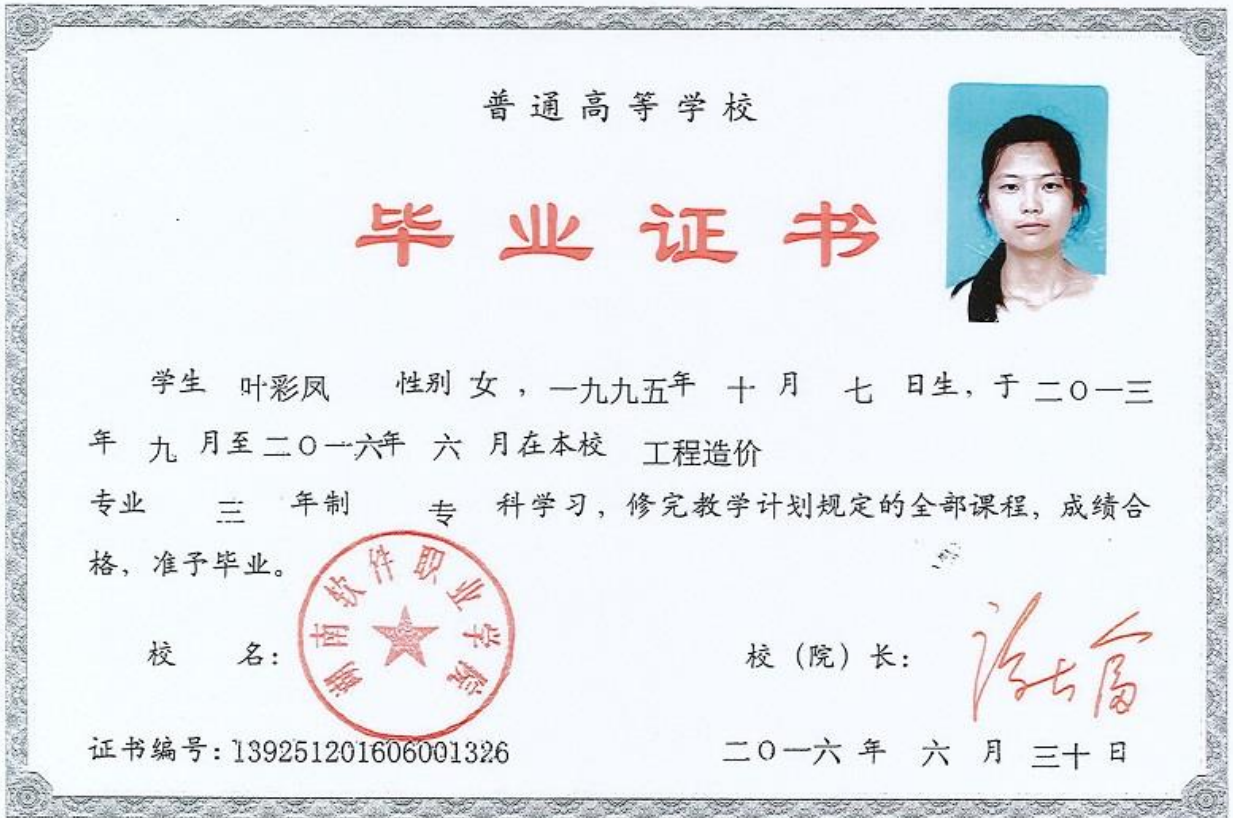 普通高等学校
毕业证书
学生 叶彩凤 性别 女 ，一九九五年 十 月 七 日生，于 二〇一三
年 九 月至 二〇一六年 六 月在本校 工程造价
专业 三 年制 专 科学习，修完教学计划规定的全部课程，成绩合
格，准予毕业。
湖南软件职业学院
校 名： 校（院）长：
证书编号：139251201606001326 二〇一六 年 六 月 三十 日